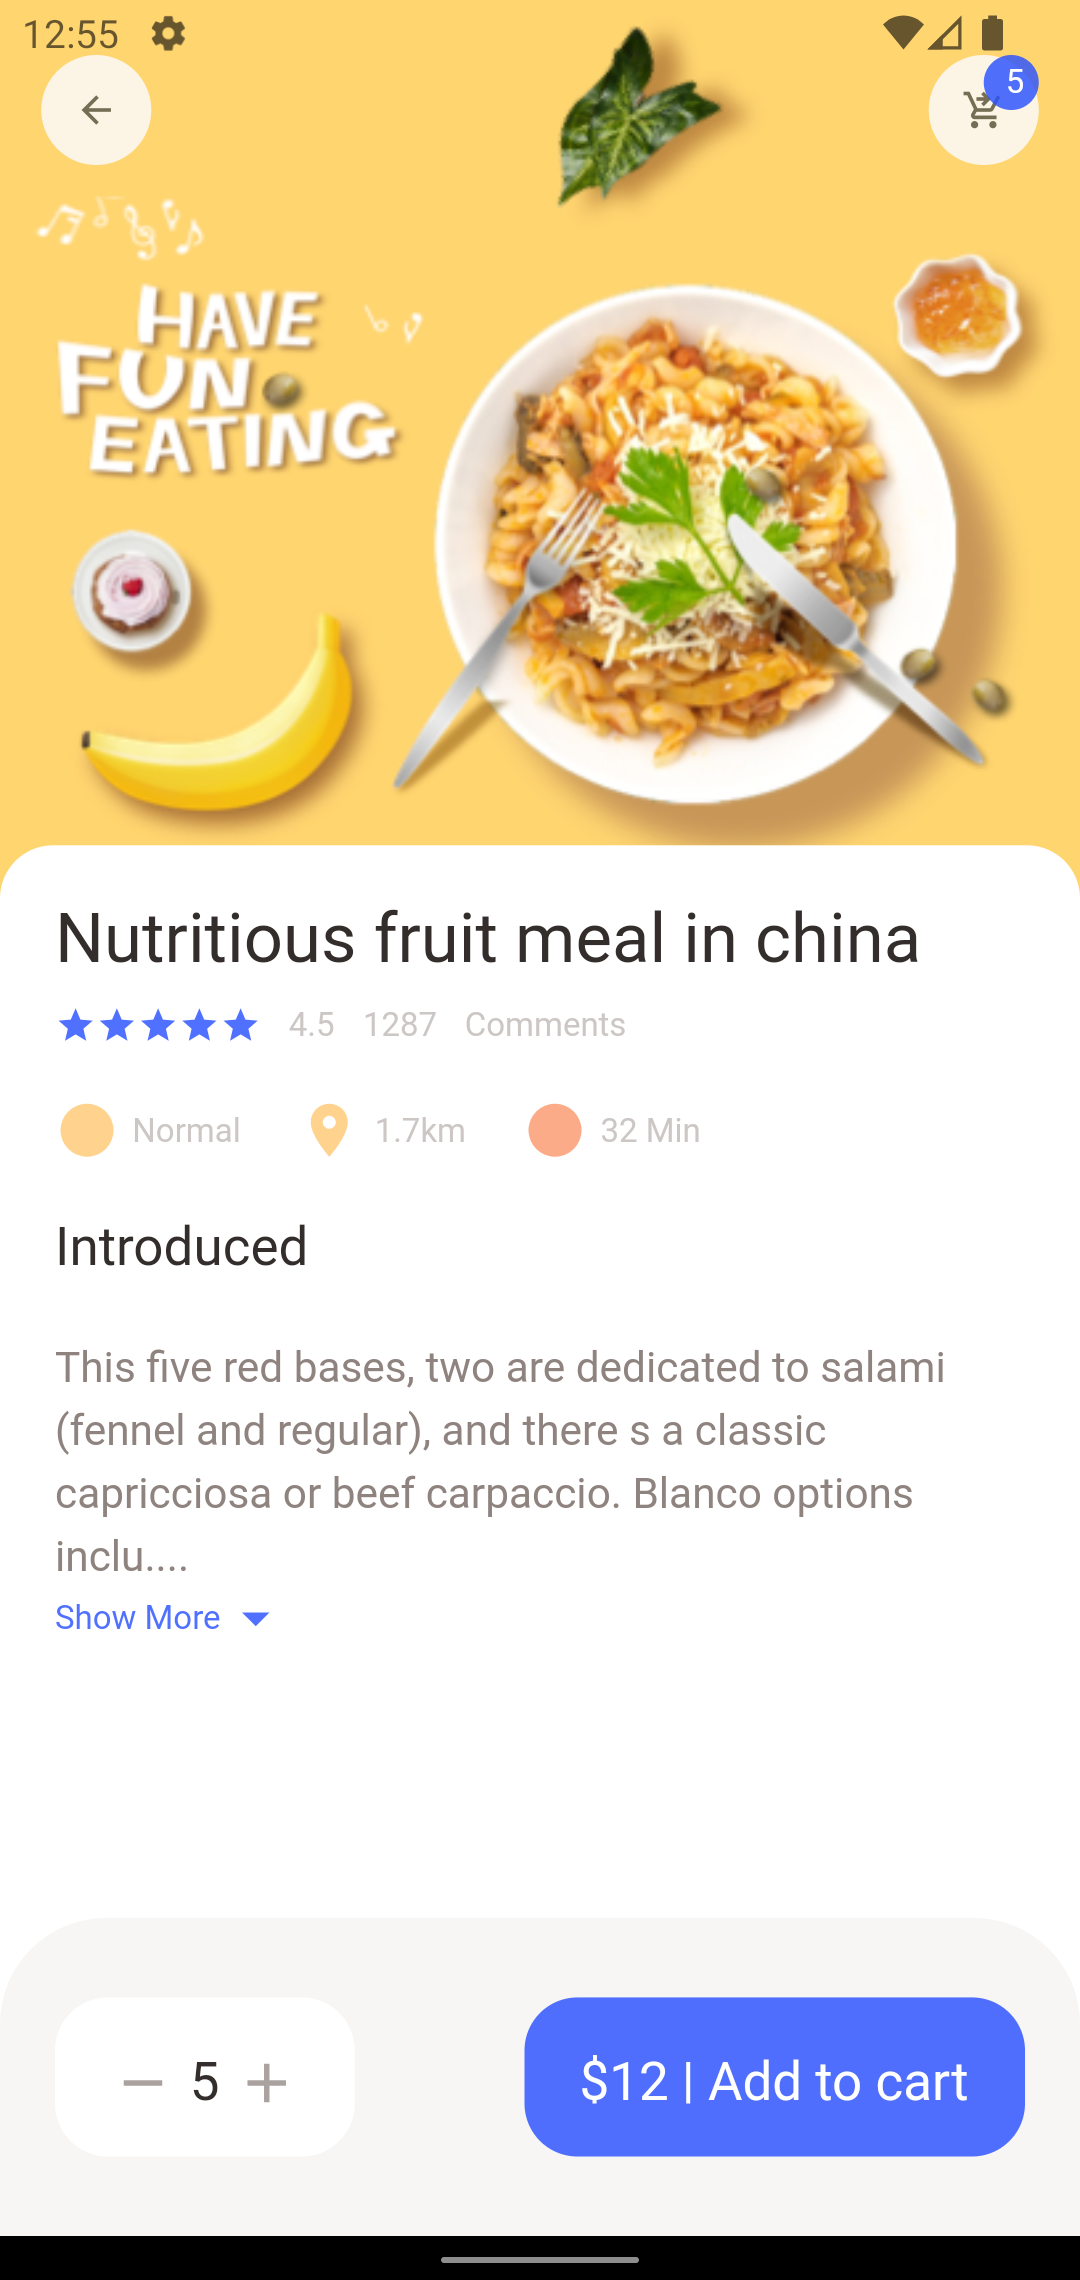 12:55
5
HAVE
FUN
EATING
Nutritious fruit meal in china
4.5 1287 Comments
Normal 1.7km 32 Min
Introduced
This five red bases, two are dedicated to salami
(fennel and regular), and there s a classic
capricciosa or beef carpaccio. Blanco options
inclu....
Show More
5
$12 | Add to cart